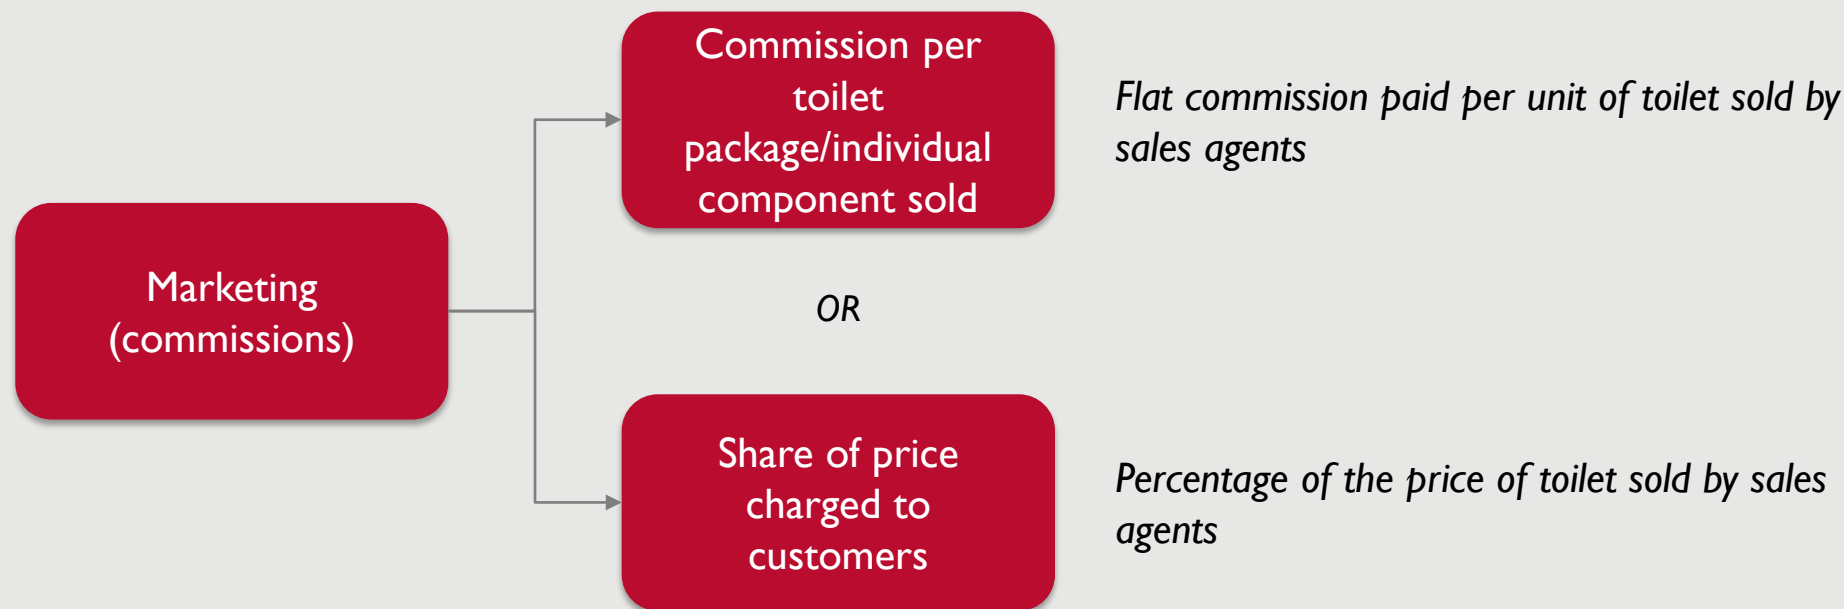 Commission per
toilet
package/individual
component sold
Flat commission paid per unit of toilet sold by
sales agents
Marketing
(commissions)
OR
Share of price
charged to
customers
Percentage of the price of toilet sold by sales
agents